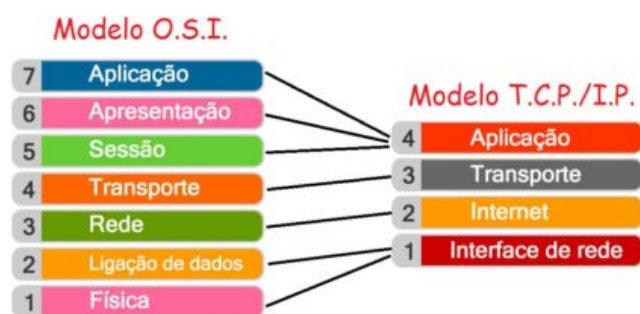 Modelo O.S.I.
7 Aplicação
6 Apresentação
5 Sessão
4 Transporte
3 Rede
2 Ligação de dados
1 Física
Modelo T.C.P./I.P.
4 Aplicação
3 Transporte
2 Internet
1 Interface de rede